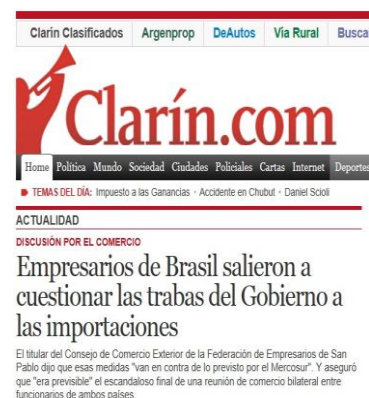 Clarín Clasificados Argenprop DeAutos Vía Rural Busca
Clarín.com
Home Política Mundo Sociedad Ciudades Policiales Cartas Internet Deportes
TEMAS DEL DÍA: Impuesto a las Ganancias - Accidente en Chubut - Daniel Scioli
ACTUALIDAD
DISCUSIÓN POR EL COMERCIO
Empresarios de Brasil salieron a
cuestionar las trabas del Gobierno a
las importaciones
El titular del Consejo de Comercio Exterior de la Federación de Empresarios de San
Pablo dijo que esas medidas "van en contra de lo previsto por el Mercosur". Y aseguró
que "era previsible" el escandaloso final de una reunión de comercio bilateral entre
funcionarios de ambos países.